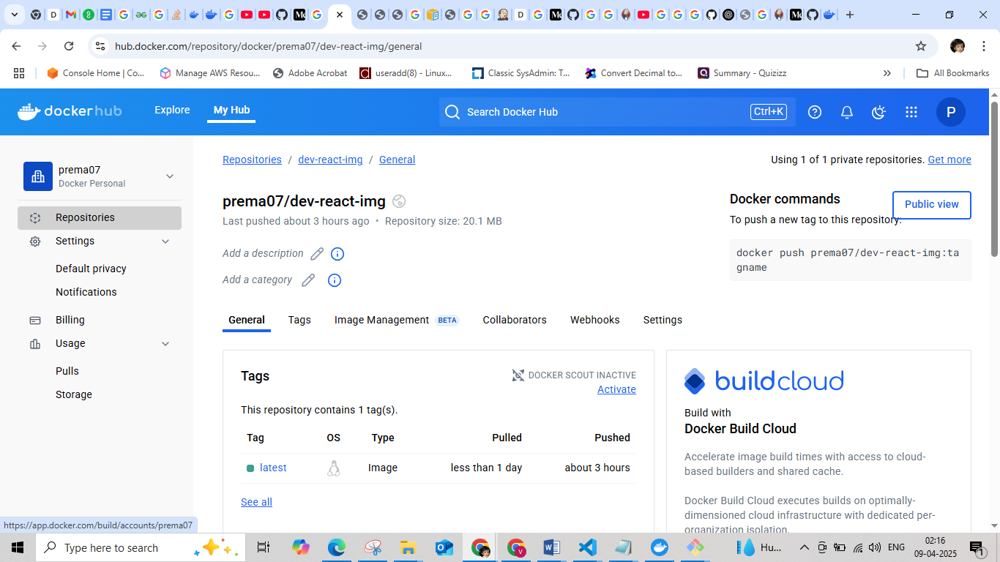 hub.docker.com/repository/docker/prema07/dev-react-img/general
Console Home | Co...
Manage AWS Resou...
Adobe Acrobat
useradd(8) - Linux...
Classic SysAdmin: T...
Convert Decimal to...
Summary - Quizizz
»
All Bookmarks
dockerhub
Explore
My Hub
Search Docker Hub
Ctrl+K
P
prema07
Docker Personal
Repositories
Settings
Default privacy
Notifications
Billing
Usage
Pulls
Storage
Repositories / dev-react-img / General
Using 1 of 1 private repositories. Get more
prema07/dev-react-img
Last pushed about 3 hours ago • Repository size: 20.1 MB
Add a description
Add a category
Docker commands
Public view
To push a new tag to this repository:
docker push prema07/dev-react-img:ta
gname
General
Tags
Image Management BETA
Collaborators
Webhooks
Settings
Tags
DOCKER SCOUT INACTIVE
Activate
This repository contains 1 tag(s).
Tag OS Type Pulled Pushed
latest Image less than 1 day about 3 hours
See all
buildcloud
Build with
Docker Build Cloud
Accelerate image build times with access to cloud-
based builders and shared cache.
Docker Build Cloud executes builds on optimally-
dimensioned cloud infrastructure with dedicated per-
organization isolation.
https://app.docker.com/build/accounts/prema07
Type here to search
Hu...
ENG
02:16
09-04-2025
1